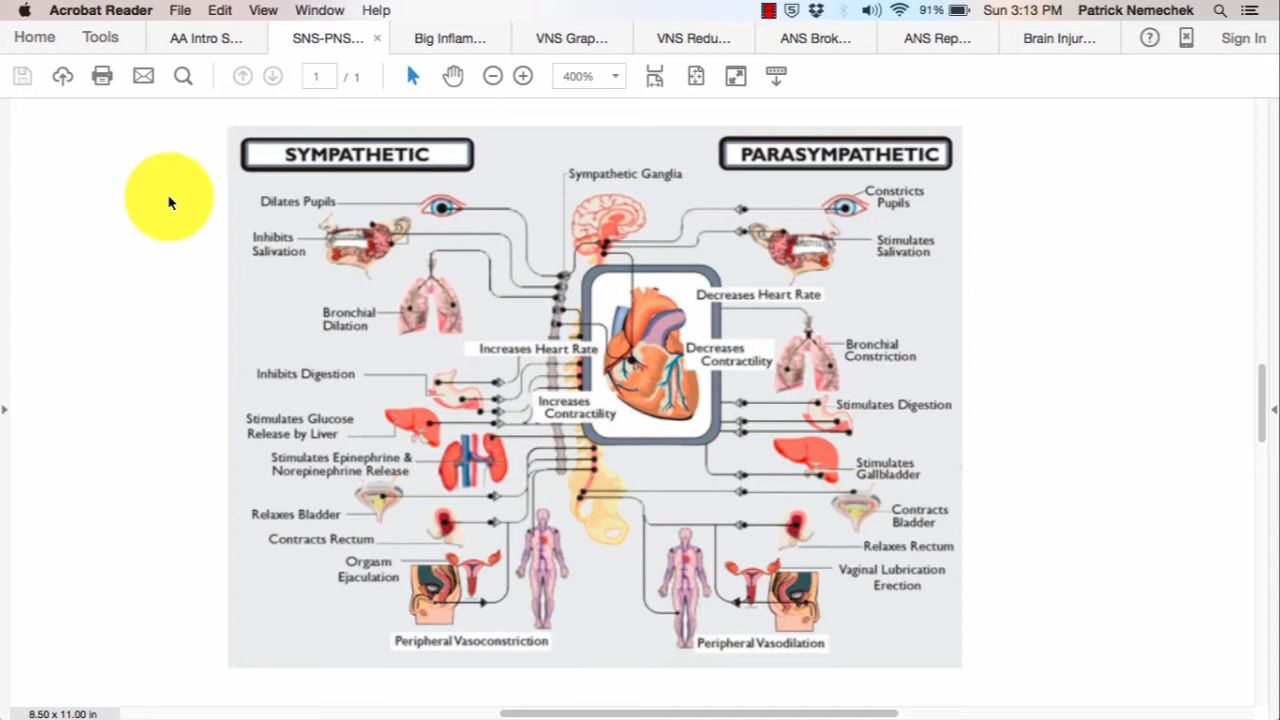 Acrobat Reader File Edit View Window Help 91% Sun 3:13 PM Patrick Nemechek
Home Tools AA Intro S... SNS-PNS... × Big Inflam... VNS Grap... VNS Redu... ANS Brok... ANS Rep... Brain Injur... Sign In
1 / 1 400%
SYMPATHETIC
PARASYMPATHETIC
Sympathetic Ganglia
Dilates Pupils
Constricts
Pupils
Inhibits
Salivation
Stimulates
Salivation
Bronchial
Dilation
Decreases Heart Rate
Increases Heart Rate
Decreases
Contractility
Bronchial
Constriction
Inhibits Digestion
Increases
Contractility
Stimulates Digestion
Stimulates Glucose
Release by Liver
Stimulates Epinephrine &
Norepinephrine Release
Stimulates
Gallbladder
Relaxes Bladder
Contracts
Bladder
Contracts Rectum
Relaxes Rectum
Orgasm
Ejaculation
Vaginal Lubrication
Erection
Peripheral Vasoconstriction
Peripheral Vasodilation
8.50 x 11.00 in